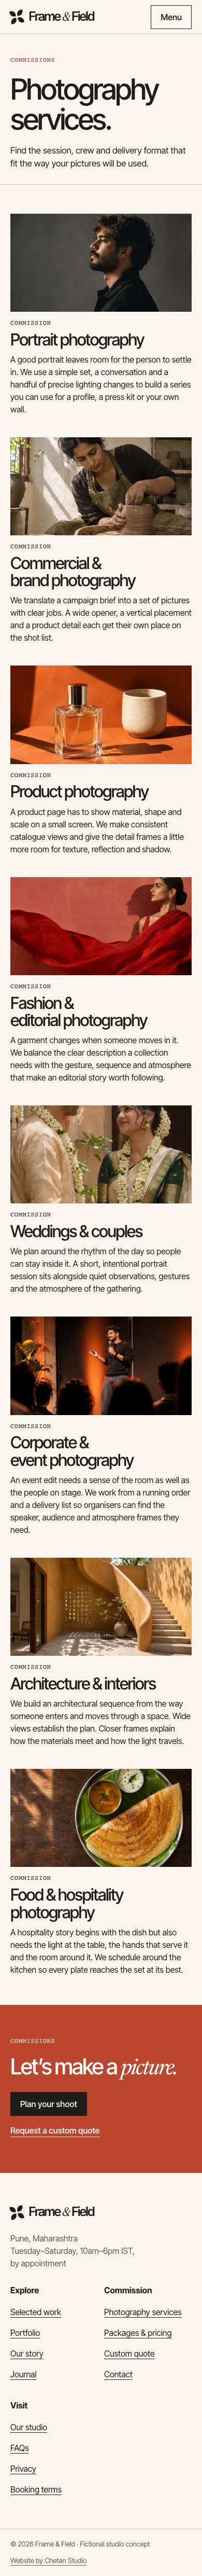 Frame & Field
Menu
COMMISSIONS
Photography
services.
Find the session, crew and delivery format that
fit the way your pictures will be used.
COMMISSION
Portrait photography
A good portrait leaves room for the person to settle
in. We use a simple set, a conversation and a
handful of precise lighting changes to build a series
you can use for a profile, a press kit or your own
wall.
COMMISSION
Commercial &
brand photography
We translate a campaign brief into a set of pictures
with clear jobs. A wide opener, a vertical placement
and a product detail each get their own place on
the shot list.
COMMISSION
Product photography
A product page has to show material, shape and
scale on a small screen. We make consistent
catalogue views and give the detail frames a little
more room for texture, reflection and shadow.
COMMISSION
Fashion &
editorial photography
A garment changes when someone moves in it.
We balance the clear description a collection
needs with the gesture, sequence and atmosphere
that make an editorial story worth following.
COMMISSION
Weddings & couples
We plan around the rhythm of the day so people
can stay inside it. A short, intentional portrait
session sits alongside quiet observations, gestures
and the atmosphere of the gathering.
COMMISSION
Corporate &
event photography
An event edit needs a sense of the room as well as
the people on stage. We work from a running order
and a delivery list so organisers can find the
speaker, audience and atmosphere frames they
need.
COMMISSION
Architecture & interiors
We build an architectural sequence from the way
someone enters and moves through a space. Wide
views establish the plan. Closer frames explain
how the materials meet and how the light travels.
COMMISSION
Food & hospitality
photography
A hospitality story begins with the dish but also
needs the light at the table, the hands that serve it
and the room around it. We schedule around the
kitchen so every plate reaches the set at its best.
COMMISSIONS
Let's make a picture.
Plan your shoot
Request a custom quote
Frame & Field
Pune, Maharashtra
Tuesday–Saturday, 10am–6pm IST,
by appointment
Explore
Selected work
Portfolio
Our story
Journal
Commission
Photography services
Packages & pricing
Custom quote
Contact
Visit
Our studio
FAQs
Privacy
Booking terms
© 2026 Frame & Field · Fictional studio concept
Website by Chetan Studio